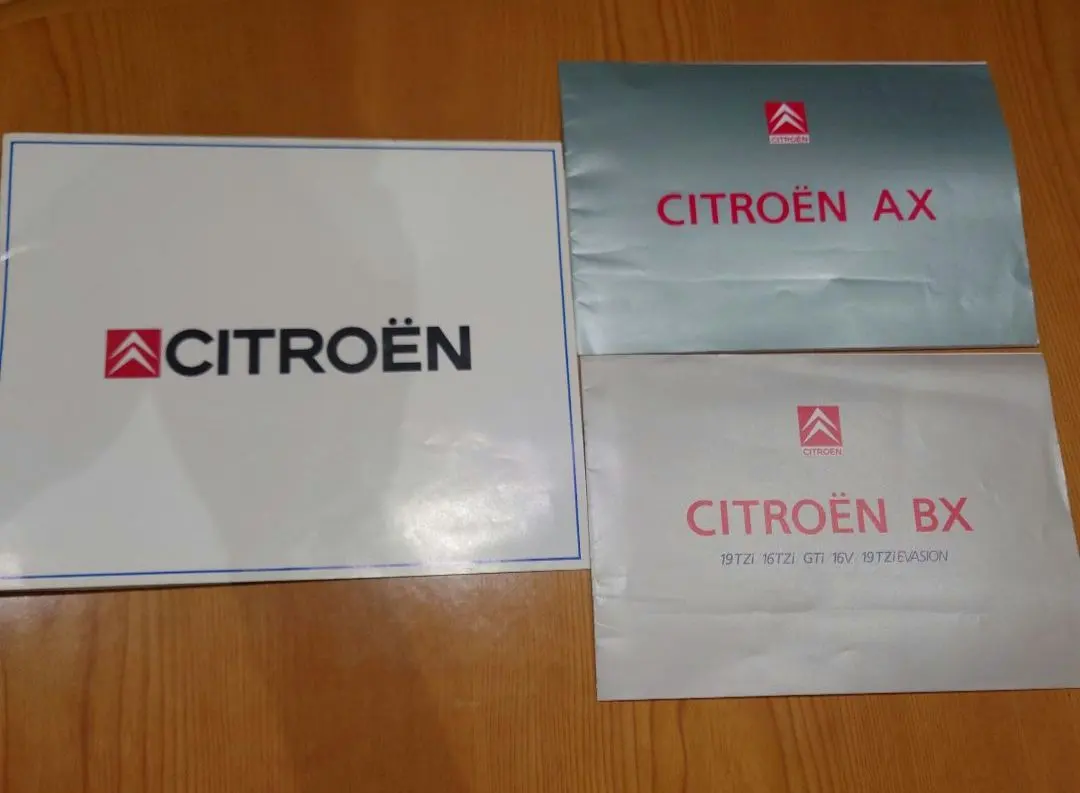 CITROËN
CITROËN
CITROËN AX
CITROËN
CITROËN BX
19TZi 16TZi GTi 16V 19TZi EVASION